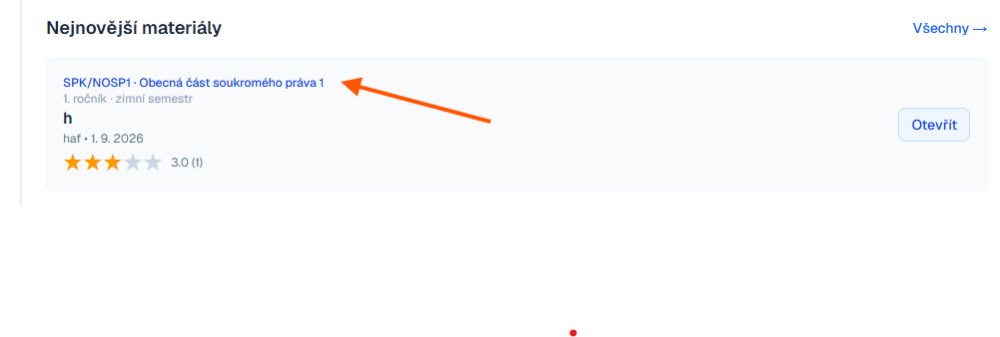 Nejnovější materiály
Všechny →
SPK/NOSP1 · Obecná část soukromého práva 1
1. ročník · zimní semestr
h
haf • 1. 9. 2026
3.0 (1)
Otevřít